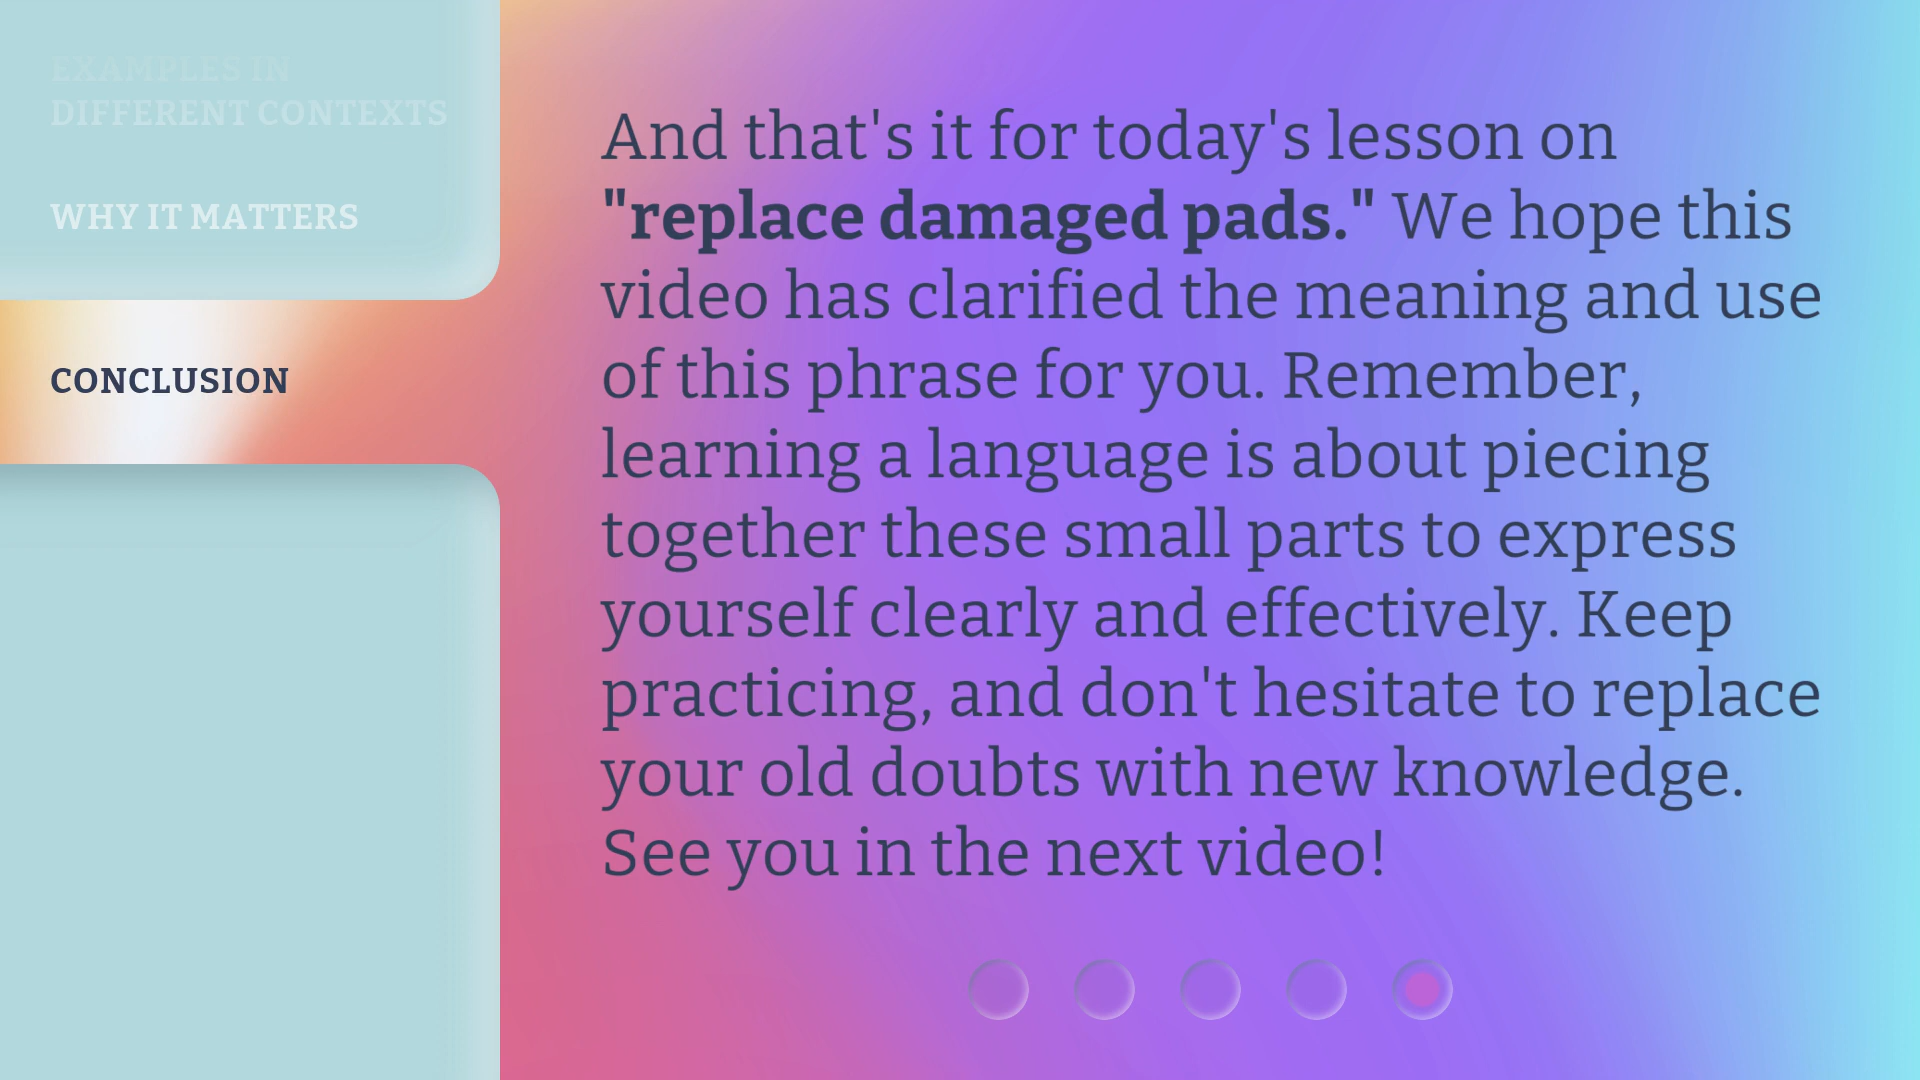 EXAMPLES IN
DIFFERENT CONTEXTS
WHY IT MATTERS
CONCLUSION
And that's it for today's lesson on
"replace damaged pads." We hope this
video has clarified the meaning and use
of this phrase for you. Remember,
learning a language is about piecing
together these small parts to express
yourself clearly and effectively. Keep
practicing, and don't hesitate to replace
your old doubts with new knowledge.
See you in the next video!